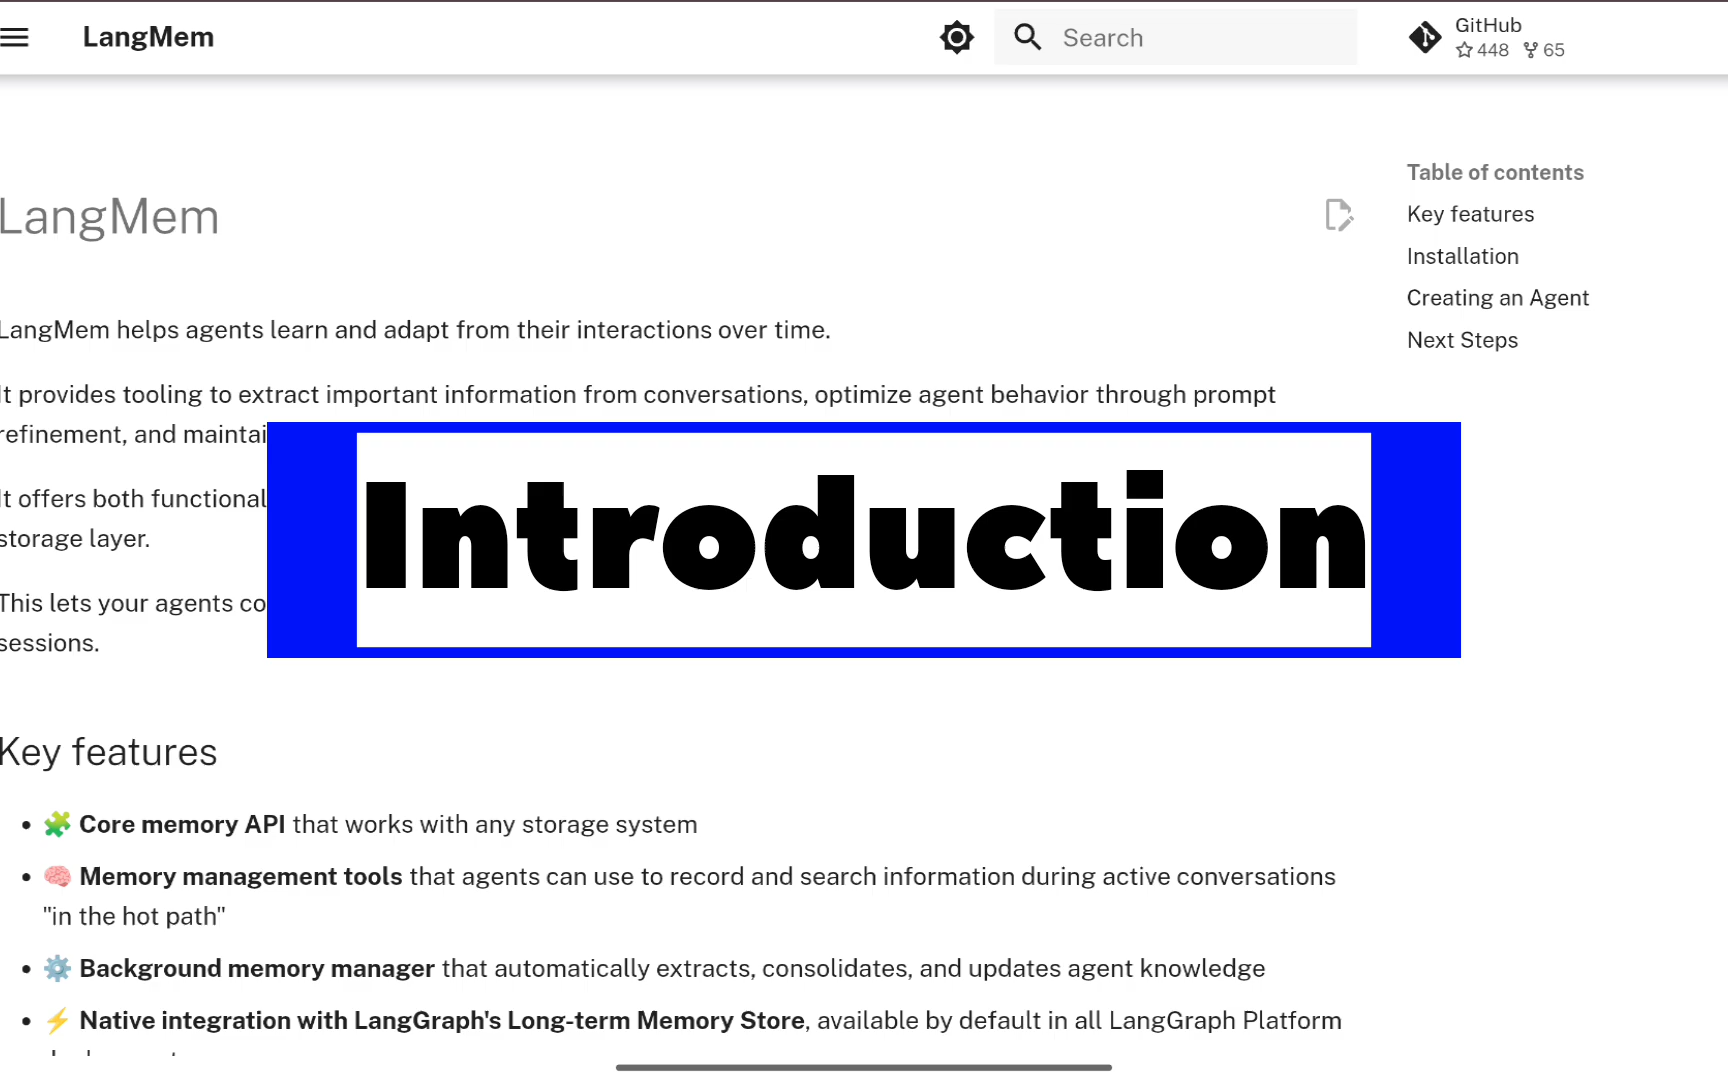 LangMem
Search
GitHub
448 65
Table of contents
Key features
Installation
Creating an Agent
Next Steps
LangMem
LangMem helps agents learn and adapt from their interactions over time.
It provides tooling to extract important information from conversations, optimize agent behavior through prompt
refinement, and
It offers both functional
storage layer.
This lets your agents
sessions.
Introduction
Key features
• 🧩 Core memory API that works with any storage system
• 🧠 Memory management tools that agents can use to record and search information during active conversations
"in the hot path"
• ⚙️ Background memory manager that automatically extracts, consolidates, and updates agent knowledge
• ⚡ Native integration with LangGraph's Long-term Memory Store, available by default in all LangGraph Platform